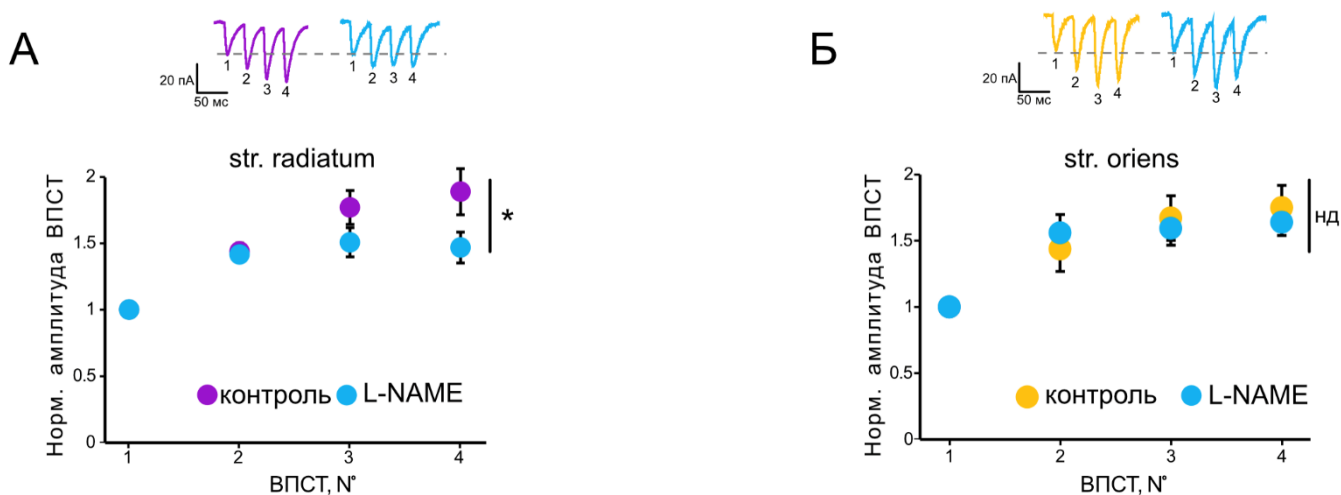 А
1
2
3
4
1
2
3
4
20 пА
50 мс
str. radiatum
Норм. амплитуда ВПСТ
2
1.5
1
0.5
0
*
контроль
L-NAME
1
2
3
4
ВПСТ, N°
Б
1
2
3
4
1
2
3
4
20 пА
50 мс
str. oriens
Норм. амплитуда ВПСТ
2
1.5
1
0.5
0
нд
контроль
L-NAME
1
2
3
4
ВПСТ, N°